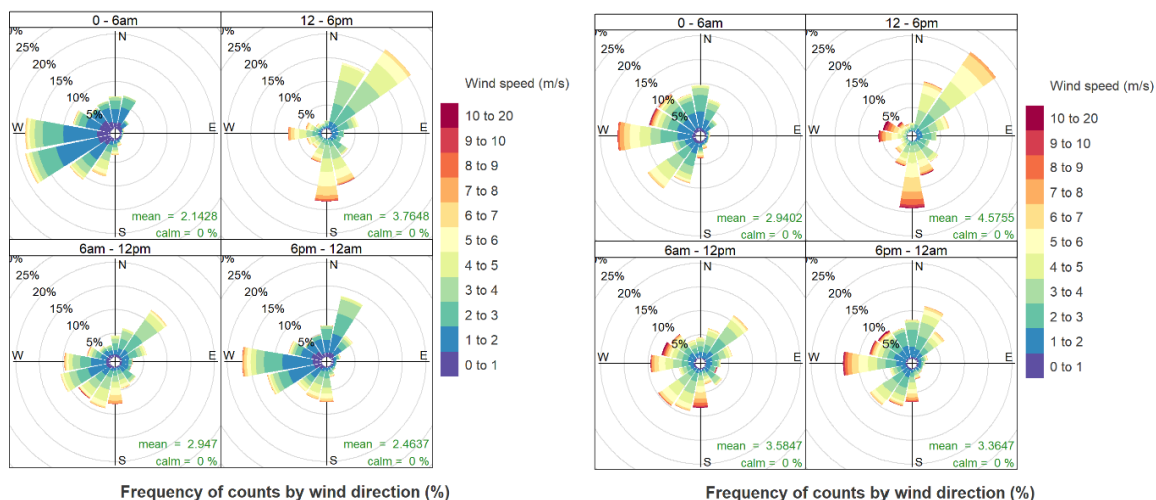 0 - 6am
12 - 6pm
0%
25%
20%
15%
10%
5%
N
W
S
mean = 2.1428
calm = 0 %
0%
25%
20%
15%
10%
5%
N
E
S
mean = 3.7648
calm = 0 %
6am - 12pm
6pm - 12am
0%
25%
20%
15%
10%
5%
N
W
S
mean = 2.947
calm = 0 %
0%
25%
20%
15%
10%
5%
N
E
S
mean = 2.4637
calm = 0 %
Wind speed (m/s)
10 to 20
9 to 10
8 to 9
7 to 8
6 to 7
5 to 6
4 to 5
3 to 4
2 to 3
1 to 2
0 to 1
Frequency of counts by wind direction (%)
0 - 6am
12 - 6pm
0%
25%
20%
15%
10%
5%
N
W
S
mean = 2.9402
calm = 0 %
0%
25%
20%
15%
10%
5%
N
E
S
mean = 4.5755
calm = 0 %
6am - 12pm
6pm - 12am
0%
25%
20%
15%
10%
5%
N
W
S
mean = 3.5847
calm = 0 %
0%
25%
20%
15%
10%
5%
N
E
S
mean = 3.3647
calm = 0 %
Wind speed (m/s)
10 to 20
9 to 10
8 to 9
7 to 8
6 to 7
5 to 6
4 to 5
3 to 4
2 to 3
1 to 2
0 to 1
Frequency of counts by wind direction (%)